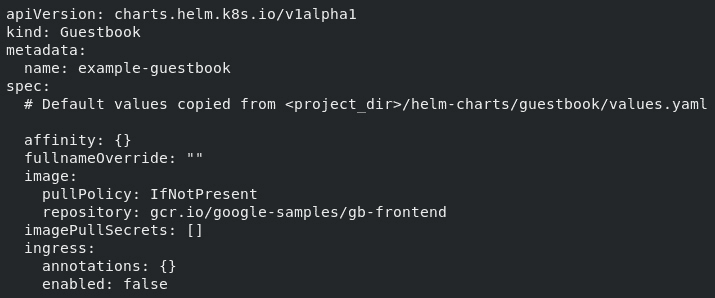 apiVersion: charts.helm.k8s.io/v1alpha1
kind: Guestbook
metadata:
  name: example-guestbook
spec:
  # Default values copied from <project_dir>/helm-charts/guestbook/values.yaml

  affinity: {}
  fullnameOverride: ""
  image:
    pullPolicy: IfNotPresent
    repository: gcr.io/google-samples/gb-frontend
  imagePullSecrets: []
  ingress:
    annotations: {}
    enabled: false